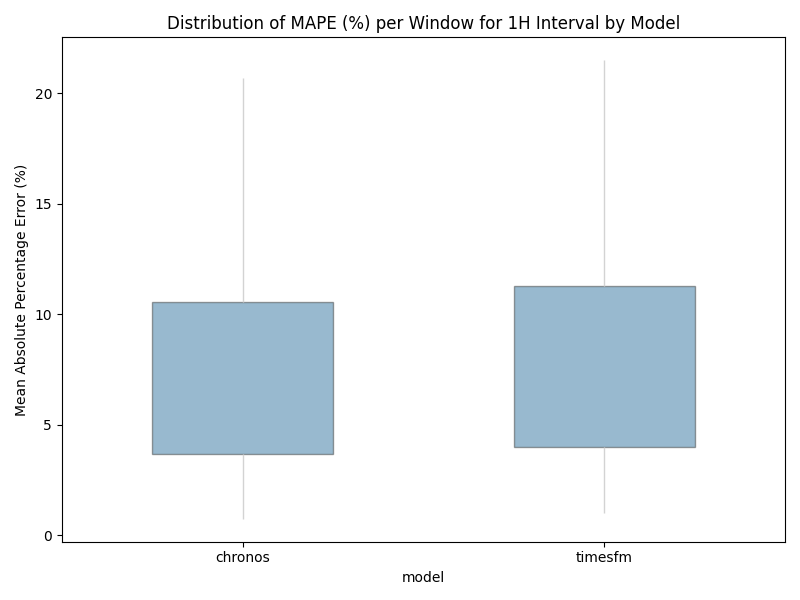 Distribution of MAPE (%) per Window for 1H Interval by Model
Mean Absolute Percentage Error (%)
20
15
10
5
0
chronos
timesfm
model